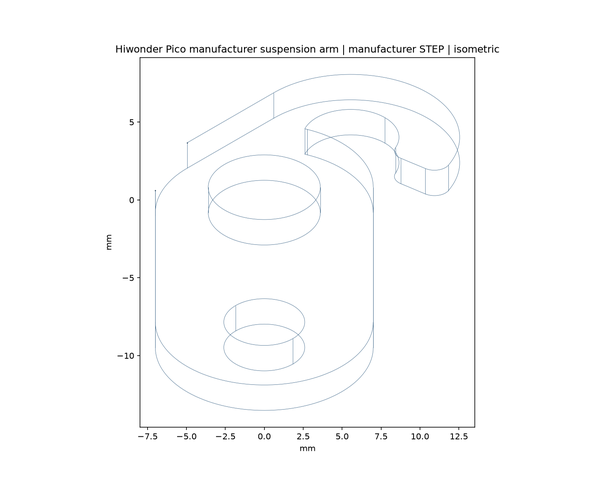 Hiwonder Pico manufacturer suspension arm | manufacturer STEP | isometric
mm
5
0
−5
−10
−7.5 −5.0 −2.5 0.0 2.5 5.0 7.5 10.0 12.5
mm